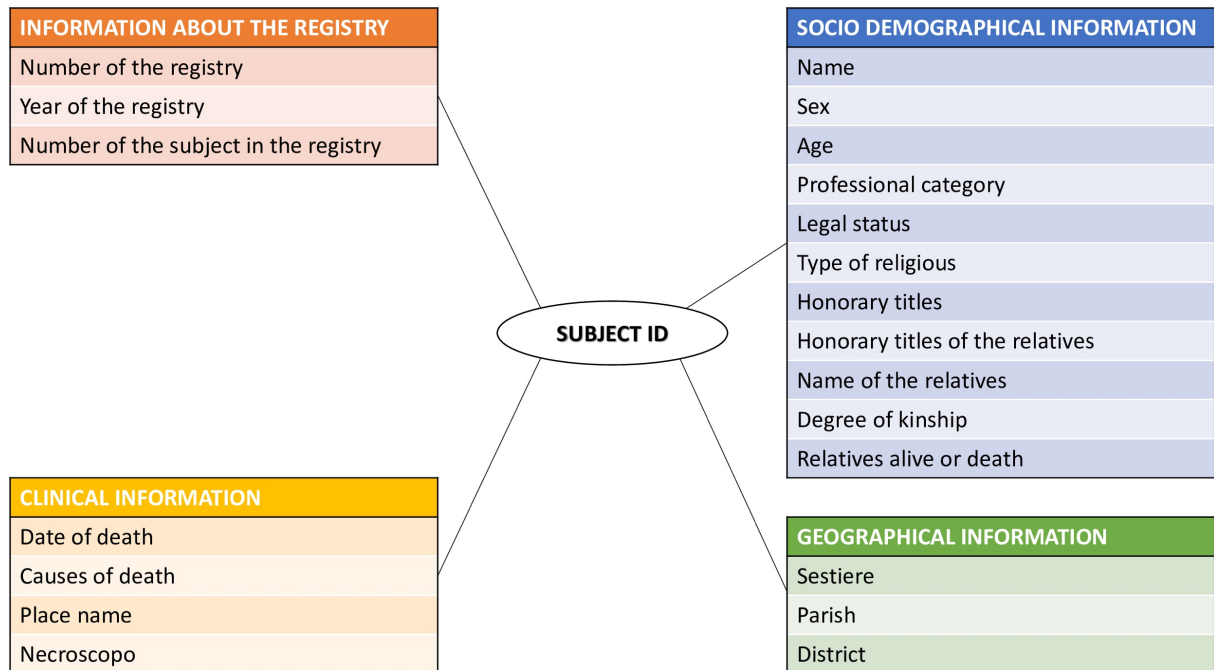 INFORMATION ABOUT THE REGISTRY
Number of the registry
Year of the registry
Number of the subject in the registry
SOCIO DEMOGRAPHICAL INFORMATION
Name
Sex
Age
Professional category
Legal status
Type of religious
Honorary titles
Honorary titles of the relatives
Name of the relatives
Degree of kinship
Relatives alive or death
SUBJECT ID
CLINICAL INFORMATION
Date of death
Causes of death
Place name
Necroscopo
GEOGRAPHICAL INFORMATION
Sestiere
Parish
District